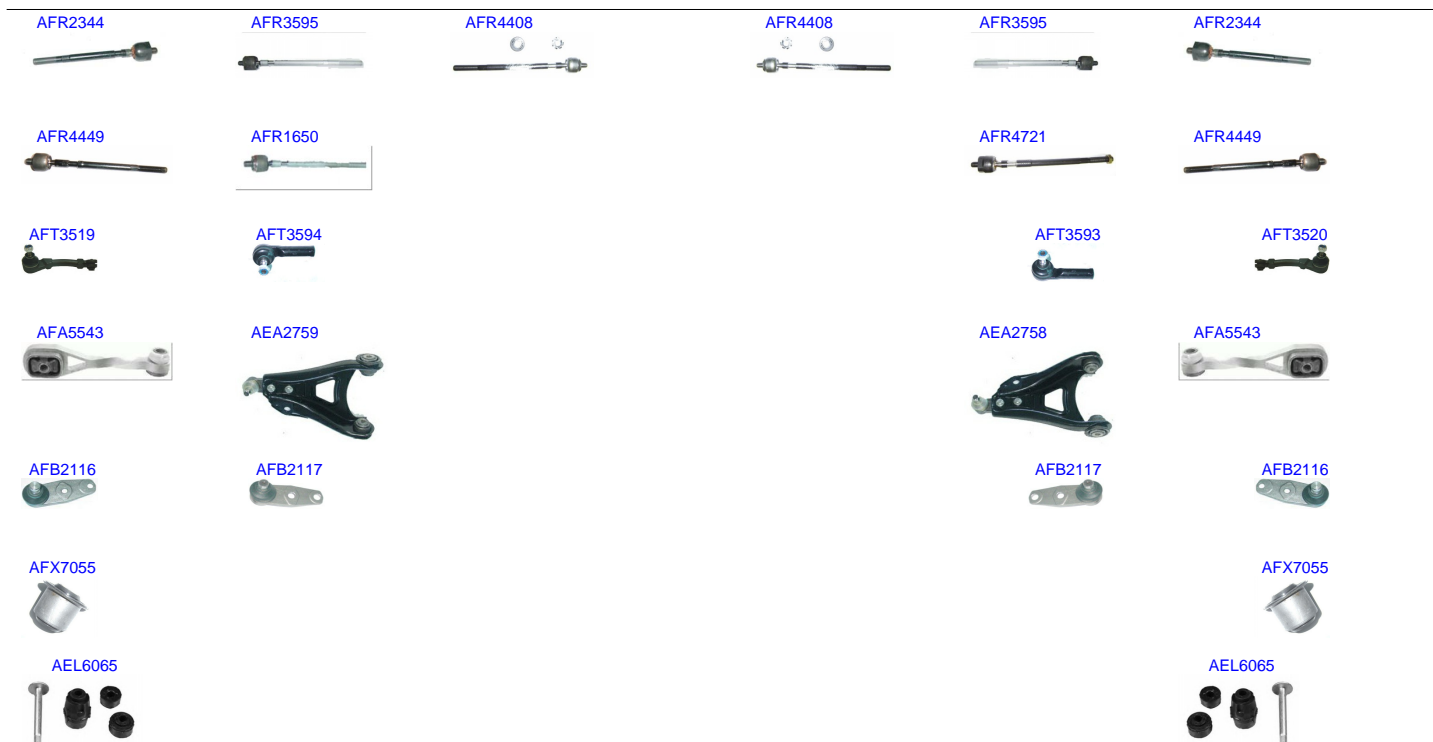 AFR2344 AFR3595 AFR4408 AFR4408 AFR3595 AFR2344
AFR4449 AFR1650 AFR4721 AFR4449
AFT3519 AFT3594 AFT3593 AFT3520
AFA5543 AEA2759 AEA2758 AFA5543
AFB2116 AFB2117 AFB2117 AFB2116
AFX7055 AFX7055
AEL6065 AEL6065